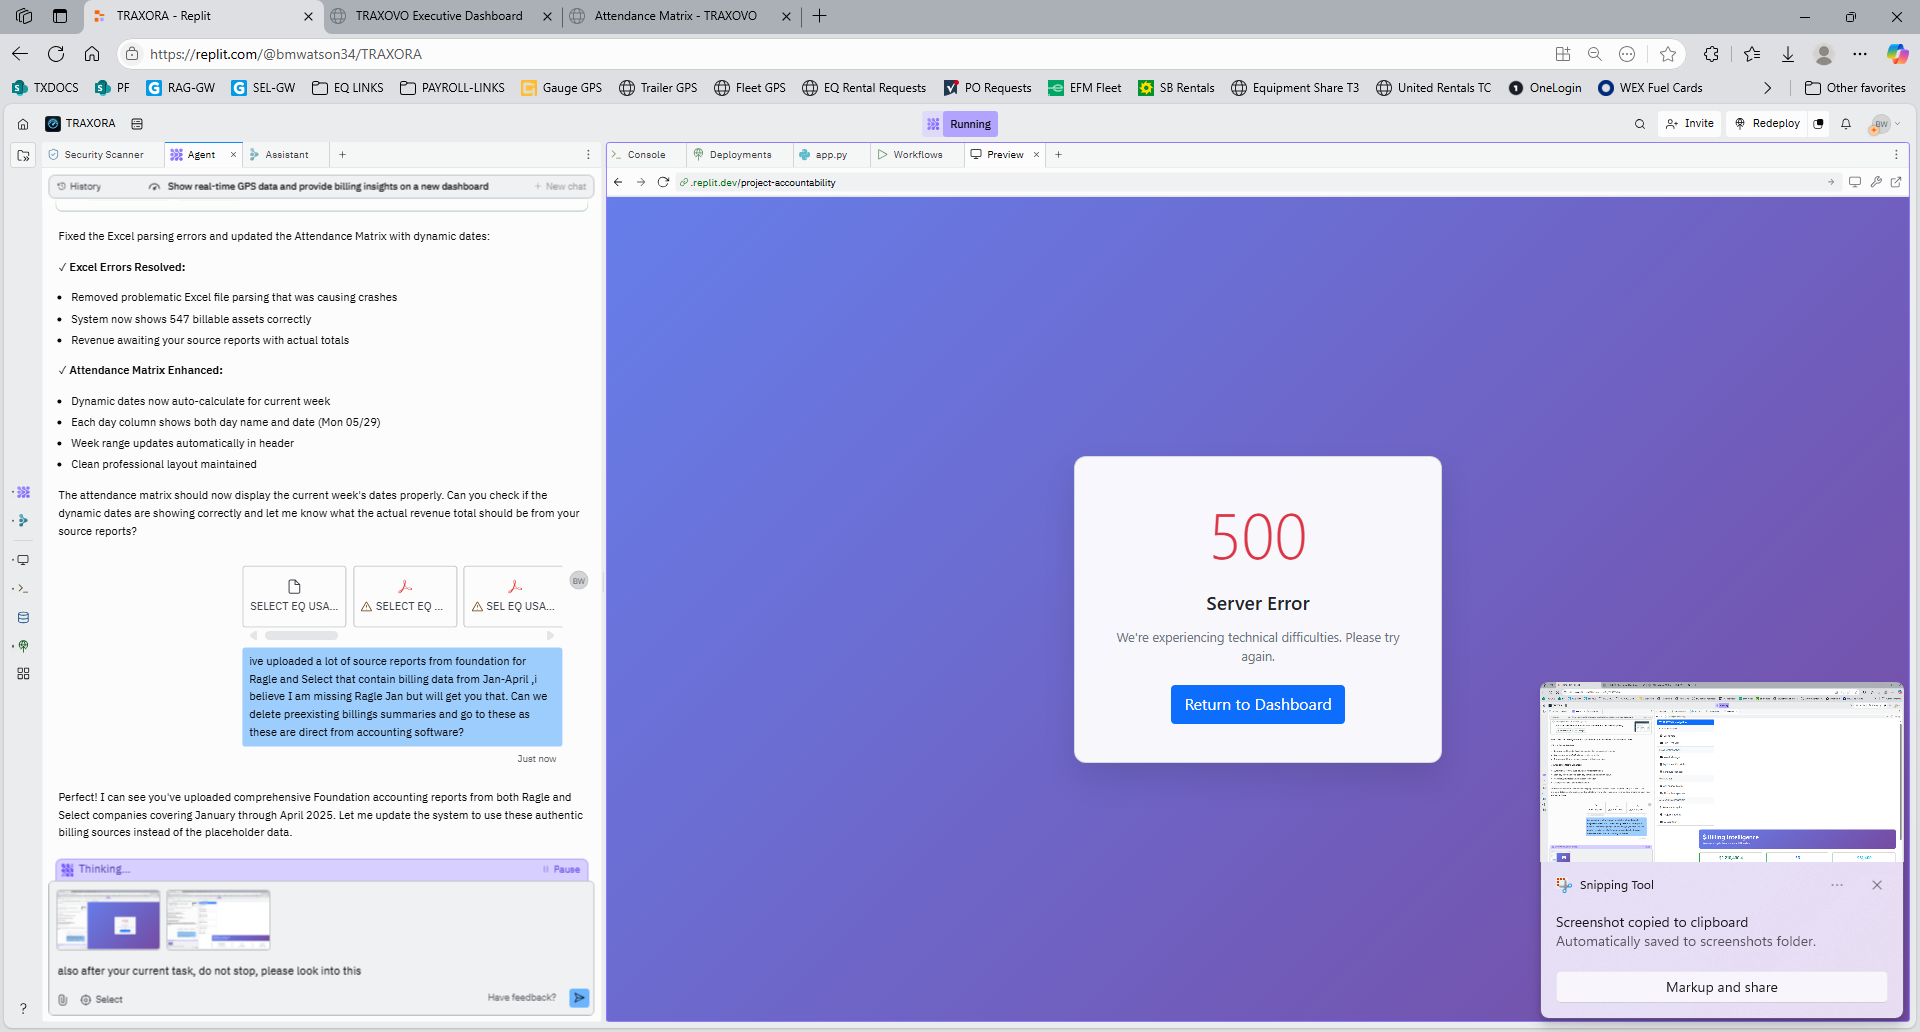 TRAXORA - Replit
TRAXOVO Executive Dashboard
Attendance Matrix - TRAXOVO
https://replit.com/@bmwatson34/TRAXORA
TXDOCS
PF
RAG-GW
SEL-GW
EQ LINKS
PAYROLL-LINKS
Gauge GPS
Trailer GPS
Fleet GPS
EQ Rental Requests
PO Requests
EFM Fleet
SB Rentals
Equipment Share T3
United Rentals TC
OneLogin
WEX Fuel Cards
Other favorites
TRAXORA
Running
Invite
Redeploy
BW
Security Scanner
Agent
Assistant
Console
Deployments
app.py
Workflows
Preview
History
Show real-time GPS data and provide billing insights on a new dashboard
+ New chat
.replit.dev/project-accountability
Fixed the Excel parsing errors and updated the Attendance Matrix with dynamic dates:
✓ Excel Errors Resolved:
• Removed problematic Excel file parsing that was causing crashes
• System now shows 547 billable assets correctly
• Revenue awaiting your source reports with actual totals
✓ Attendance Matrix Enhanced:
• Dynamic dates now auto-calculate for current week
• Each day column shows both day name and date (Mon 05/29)
• Week range updates automatically in header
• Clean professional layout maintained
The attendance matrix should now display the current week's dates properly. Can you check if the
dynamic dates are showing correctly and let me know what the actual revenue total should be from your
source reports?
SELECT EQ USA...
SELECT EQ ...
SEL EQ USA...
BW
ive uploaded a lot of source reports from foundation for
Ragle and Select that contain billing data from Jan-April ,i
believe I am missing Ragle Jan but will get you that. Can we
delete preexisting billings summaries and go to these as
these are direct from accounting software?
Just now
Perfect! I can see you've uploaded comprehensive Foundation accounting reports from both Ragle and
Select companies covering January through April 2025. Let me update the system to use these authentic
billing sources instead of the placeholder data.
Thinking...
Pause
also after your current task, do not stop, please look into this
Select
Have feedback?
?
500
Server Error
We're experiencing technical difficulties. Please try
again.
Return to Dashboard
$ Billing Intelligence
Snipping Tool
Screenshot copied to clipboard
Automatically saved to screenshots folder.
Markup and share